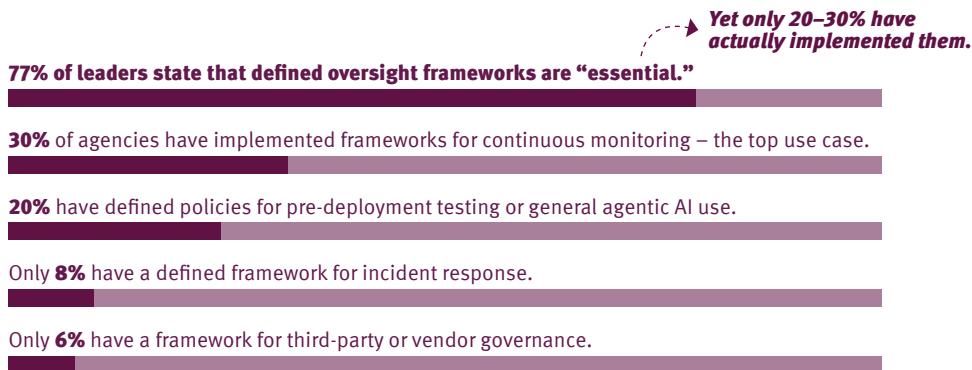 Yet only 20–30% have
actually implemented them.
77% of leaders state that defined oversight frameworks are “essential.”
30% of agencies have implemented frameworks for continuous monitoring – the top use case.
20% have defined policies for pre-deployment testing or general agentic AI use.
Only 8% have a defined framework for incident response.
Only 6% have a framework for third-party or vendor governance.